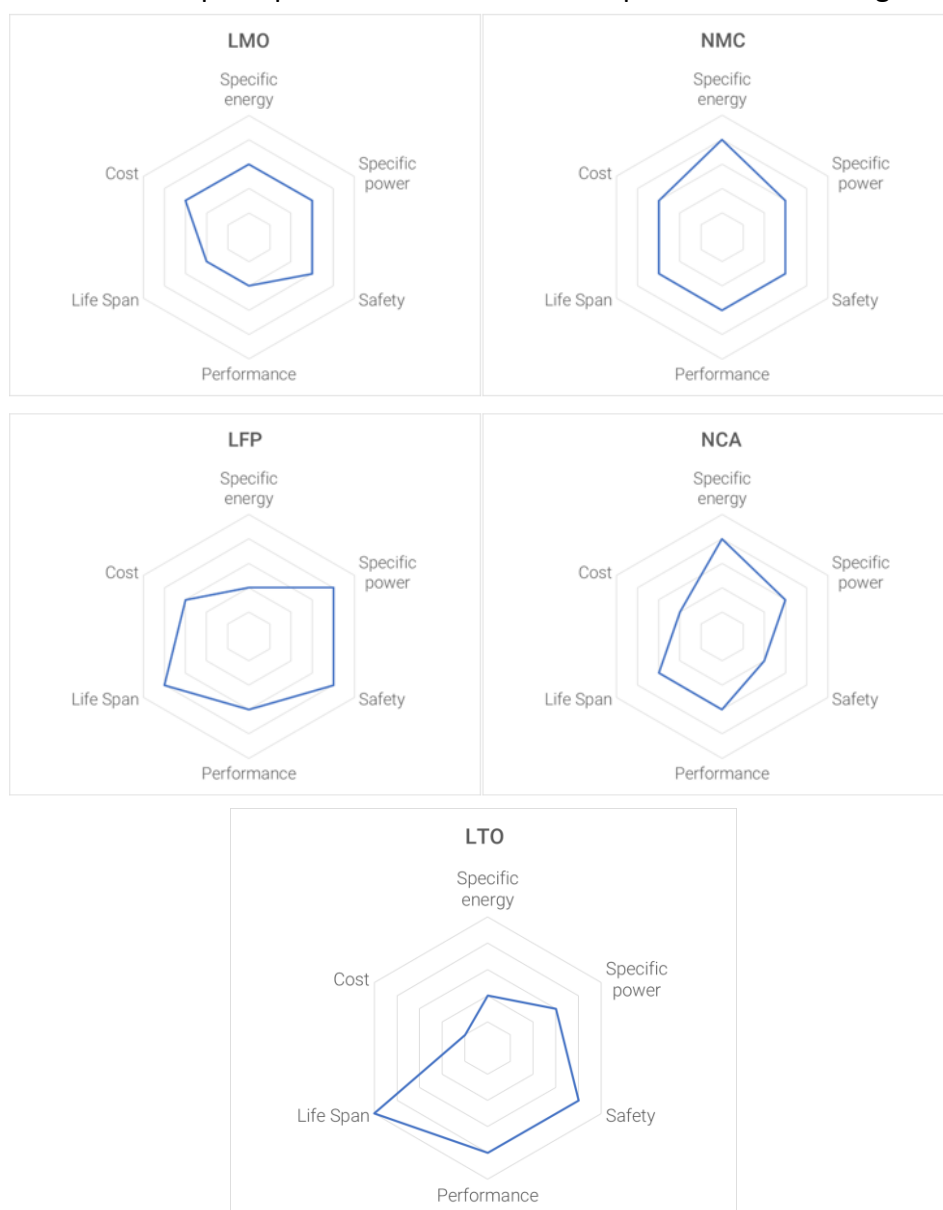 LMO
Specific
energy
Cost
Specific
power
Life Span
Safety
Performance
NMC
Specific
energy
Cost
Specific
power
Life Span
Safety
Performance
LFP
Specific
energy
Cost
Specific
power
Life Span
Safety
Performance
NCA
Specific
energy
Cost
Specific
power
Life Span
Safety
Performance
LTO
Specific
energy
Cost
Specific
power
Life Span
Safety
Performance